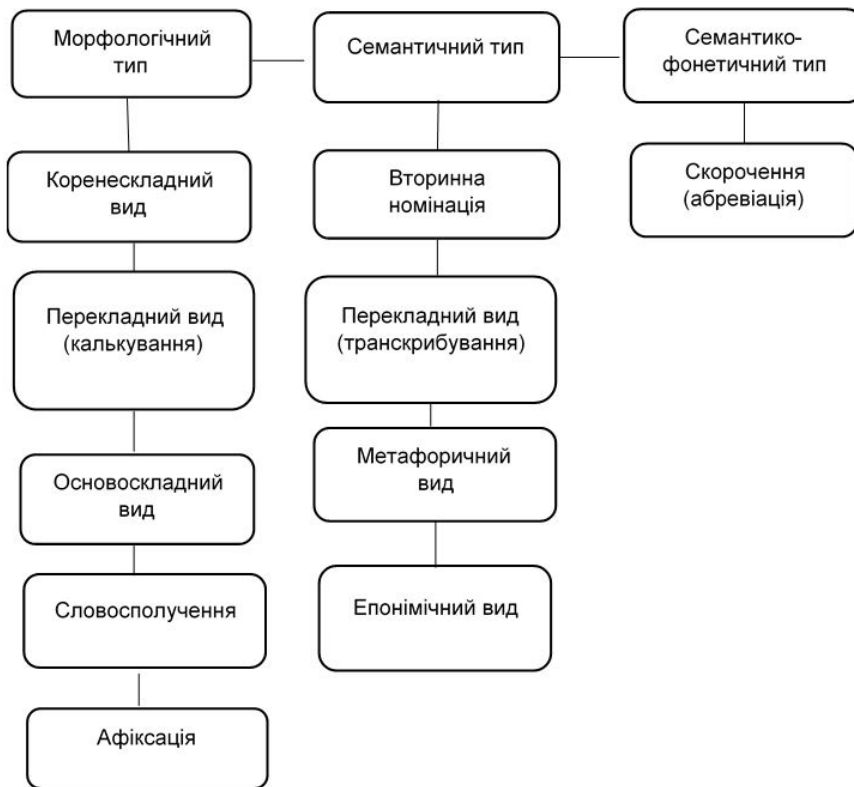 Морфологічний
тип
Семантичний тип
Семантико-
фонетичний тип
Коренескладний
вид
Вторинна
номінація
Скорочення
(абревіація)
Перекладний вид
(калькування)
Перекладний вид
(транскрибування)
Основоскладний
вид
Метафоричний
вид
Словосполучення
Епонімічний вид
Афіксація